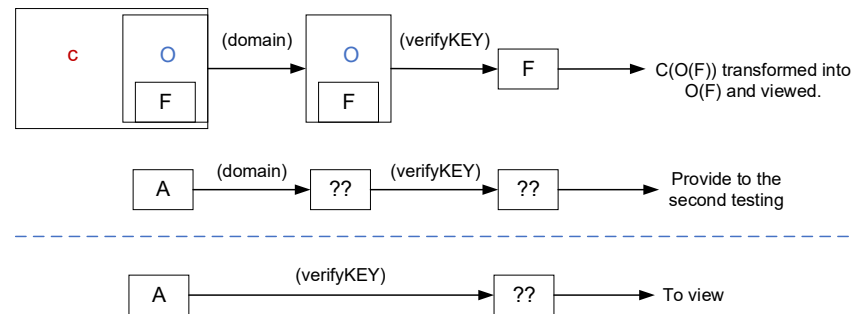 c
O
F
(domain)
O
F
(verifyKEY)
F
C(O(F)) transformed into
O(F) and viewed.
A
(domain)
??
(verifyKEY)
??
Provide to the
second testing
A
(verifyKEY)
??
To view